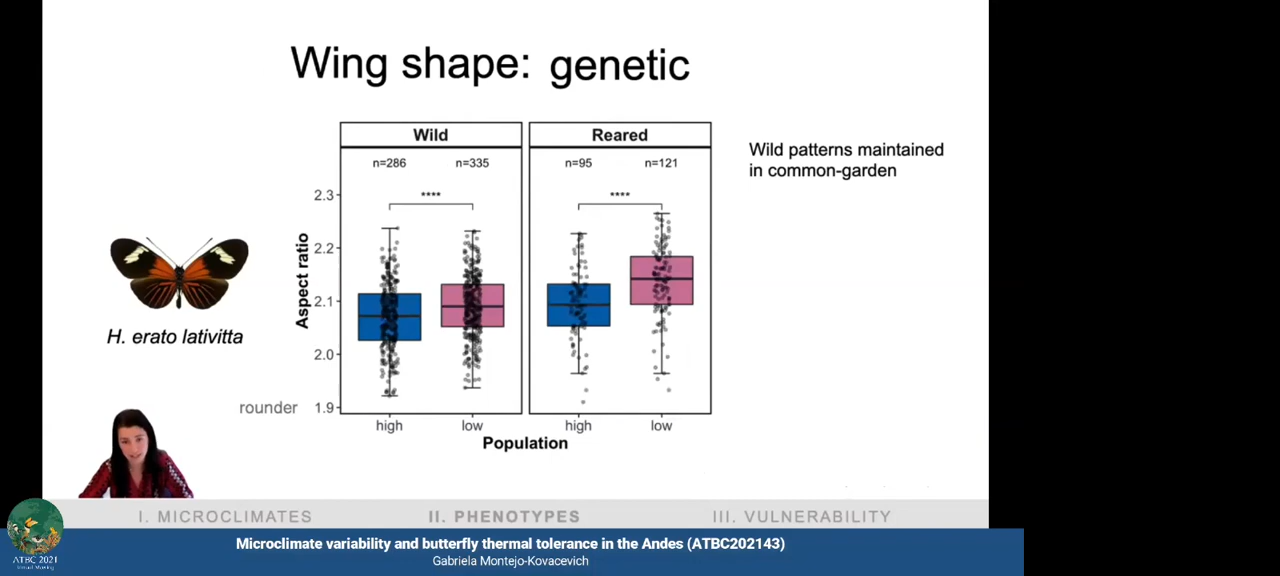 Wing shape: genetic
Wild
Reared
n=286
n=335
n=95
n=121
Wild patterns maintained
in common-garden
****
****
2.3
2.2
2.1
2.0
1.9
Aspect ratio
H. erato lativitta
rounder
high
low
high
low
Population
I. MICROCLIMATES
II. PHENOTYPES
III. VULNERABILITY
Microclimate variability and butterfly thermal tolerance in the Andes (ATBC202143)
Gabriela Montejo-Kovacevich
ATBC 2021